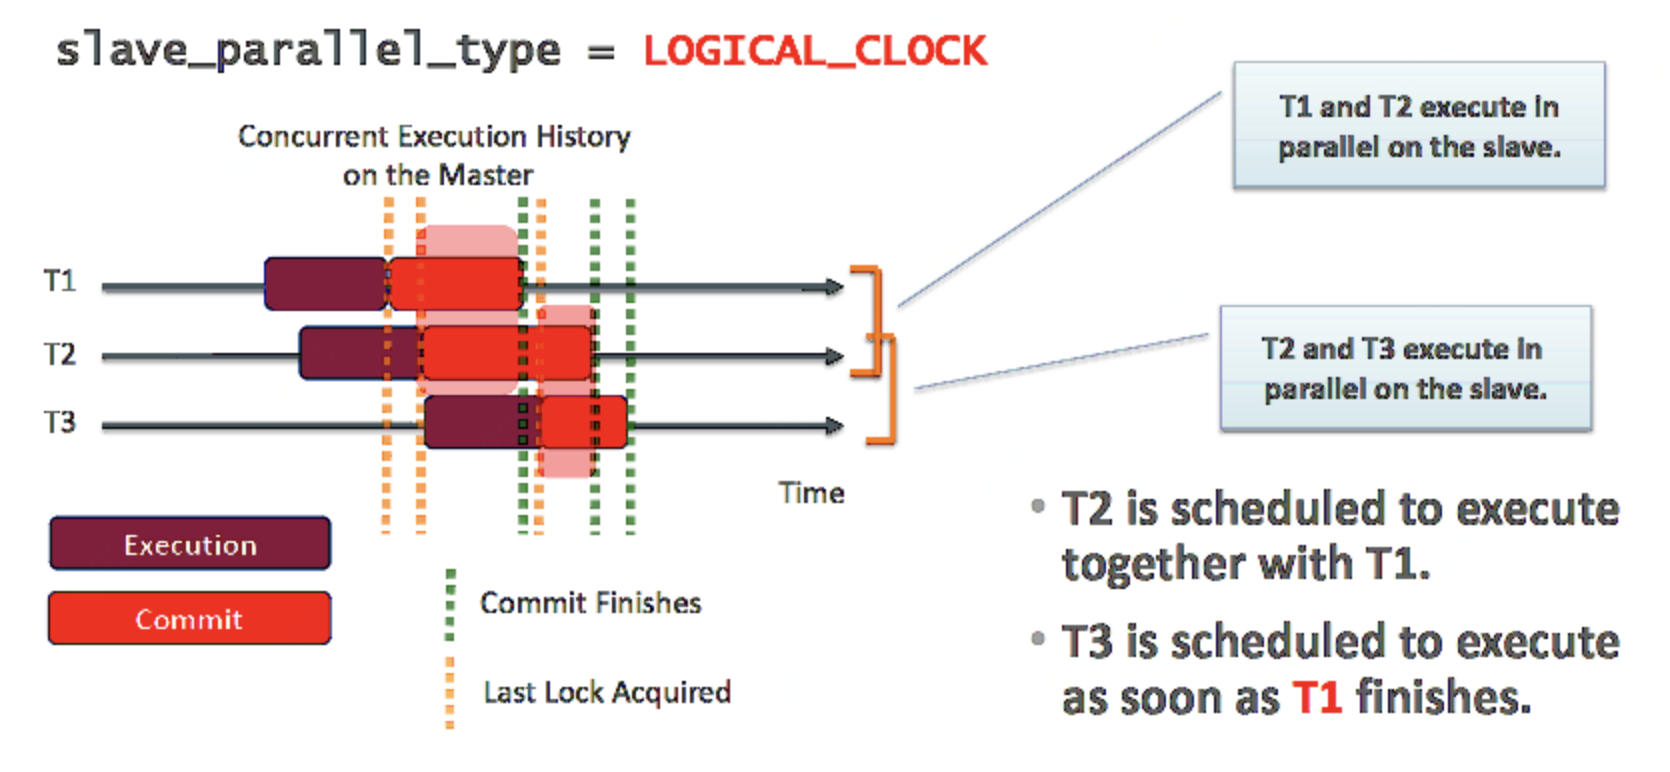 slave_parallel_type = LOGICAL_CLOCK
Concurrent Execution History
on the Master
T1
T2
T3
Time
Execution
Commit
Commit Finishes
Last Lock Acquired
T1 and T2 execute in
parallel on the slave.
T2 and T3 execute in
parallel on the slave.
• T2 is scheduled to execute
together with T1.
• T3 is scheduled to execute
as soon as T1 finishes.